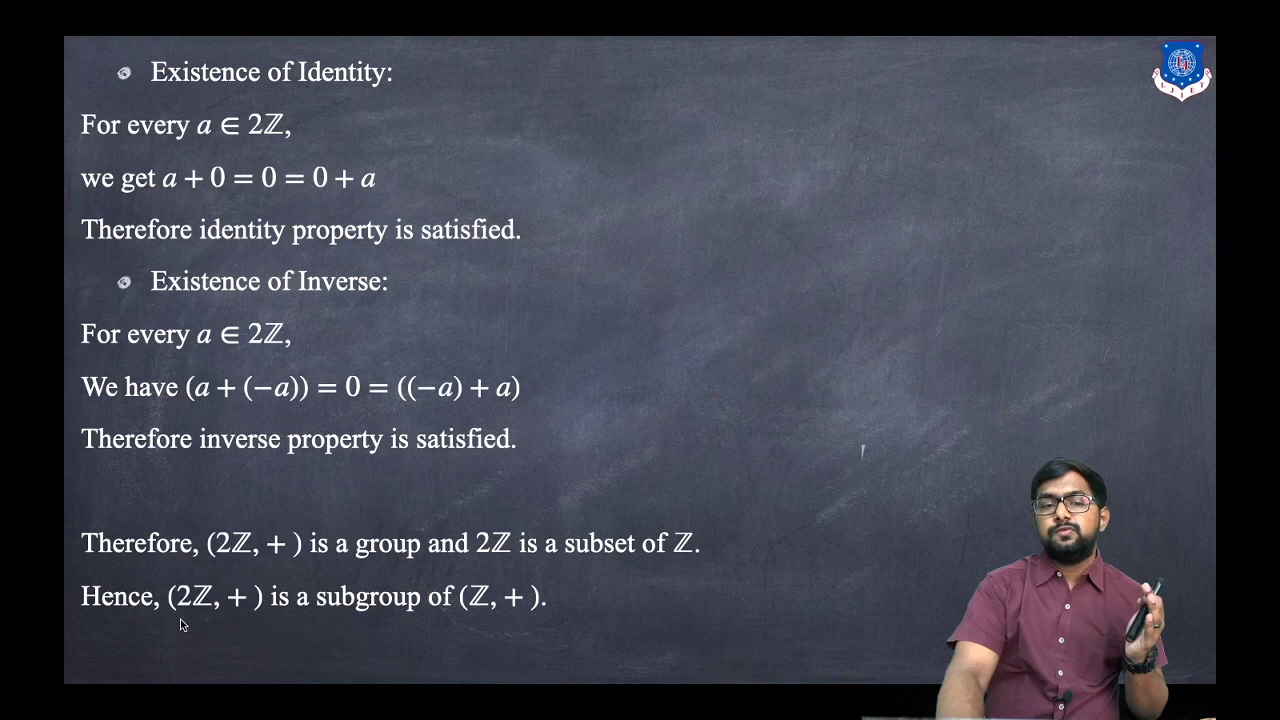 Existence of Identity:
For every a ∈ 2ℤ,
we get a + 0 = 0 = 0 + a
Therefore identity property is satisfied.
Existence of Inverse:
For every a ∈ 2ℤ,
We have (a + (−a)) = 0 = ((−a) + a)
Therefore inverse property is satisfied.
Therefore, (2ℤ, + ) is a group and 2ℤ is a subset of ℤ.
Hence, (2ℤ, + ) is a subgroup of (ℤ, + ).